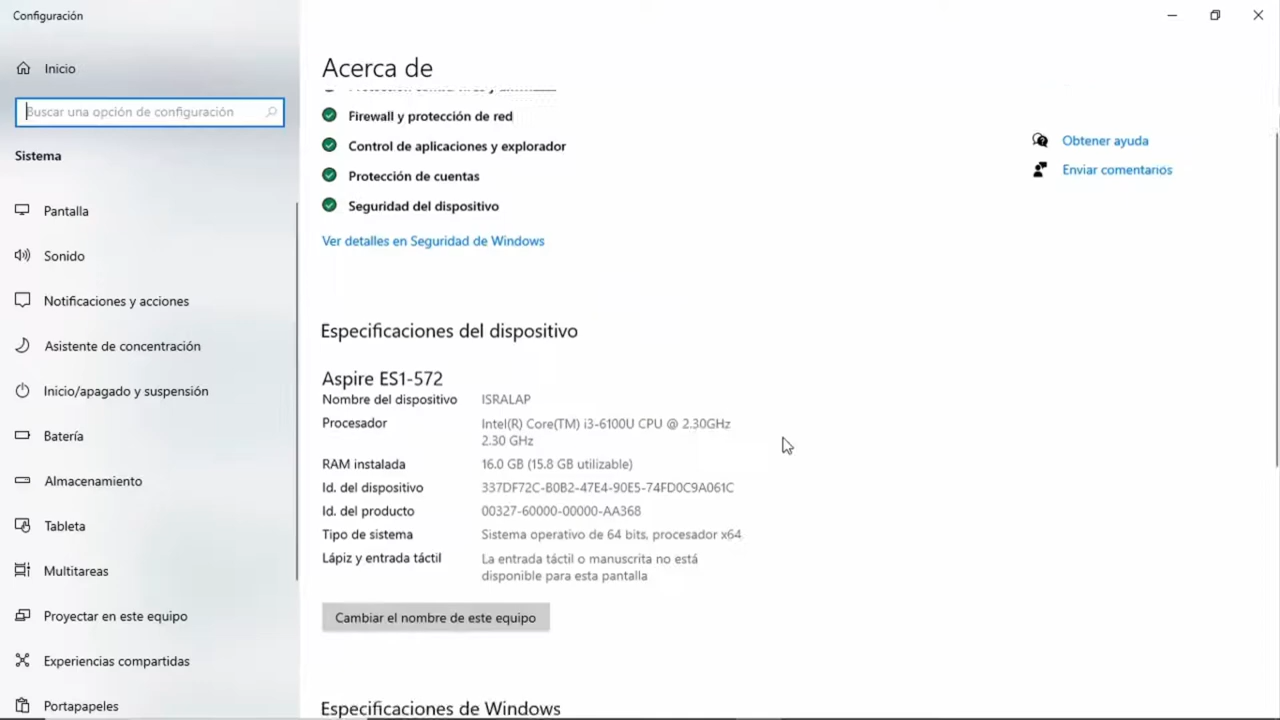 Configuración
Inicio
Buscar una opción de configuración
Sistema
Pantalla
Sonido
Notificaciones y acciones
Asistente de concentración
Inicio/apagado y suspensión
Batería
Almacenamiento
Tableta
Multitareas
Proyectar en este equipo
Experiencias compartidas
Portapapeles
Acerca de
Firewall y protección de red
Control de aplicaciones y explorador
Protección de cuentas
Seguridad del dispositivo
Ver detalles en Seguridad de Windows
Especificaciones del dispositivo
Aspire ES1-572
Nombre del dispositivo ISRALAP
Procesador Intel(R) Core(TM) i3-6100U CPU @ 2.30GHz
2.30 GHz
RAM instalada 16.0 GB (15.8 GB utilizable)
Id. del dispositivo 337DF72C-B0B2-47E4-90E5-74FD0C9A061C
Id. del producto 00327-60000-00000-AA368
Tipo de sistema Sistema operativo de 64 bits, procesador x64
Lápiz y entrada táctil La entrada táctil o manuscrita no está
disponible para esta pantalla
Cambiar el nombre de este equipo
Especificaciones de Windows
Obtener ayuda
Enviar comentarios